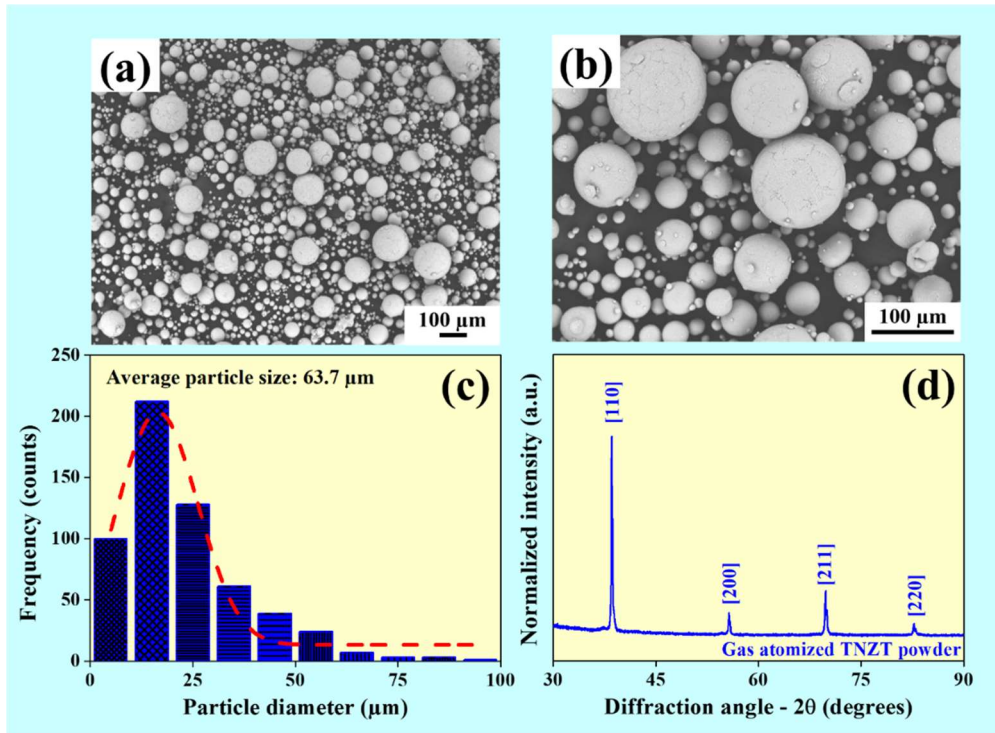 (a)
100 μm
(b)
100 μm
(c)
Average particle size: 63.7 μm
Frequency (counts)
250
200
150
100
50
0
0 25 50 75 100
Particle diameter (μm)
(d)
Normalized intensity (a.u.)
[110]
[200]
[211]
[220]
Gas atomized TNZT powder
30 45 60 75 90
Diffraction angle - 2θ (degrees)